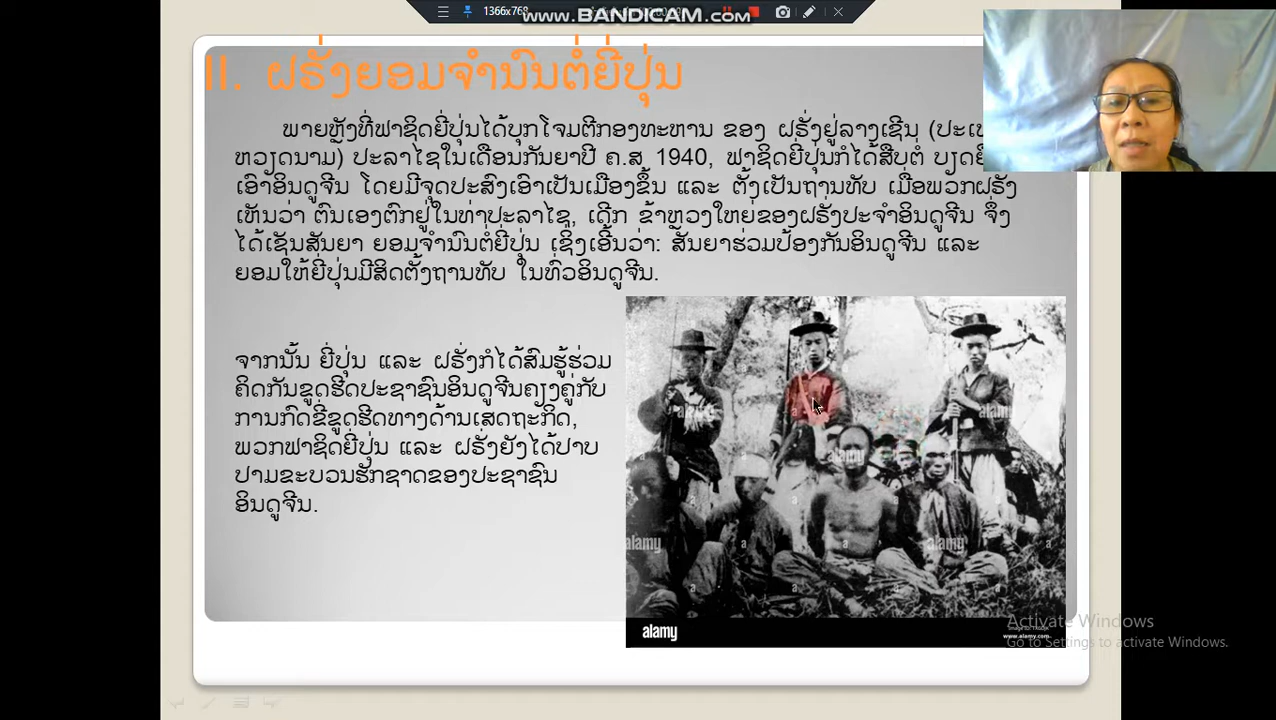 1366x768
www.BANDICAM.com
II. ຝຣັ່ງຍອມຈຳນົນຕໍ່ຍີ່ປຸ່ນ
ພາຍຫຼັງທີ່ຟາຊິດຍີ່ປຸ່ນໄດ້ບຸກໂຈມຕີກອງທະຫານ ຂອງ ຝຣັ່ງຢູ່ລາງເຊີນ
ຫວຽດນາມ) ປະລາໄຊໃນເດືອນກັນຍາປີ ຄ.ສ 1940, ຟາຊິດຍີ່ປຸ່ນກໍໄດ້ສືບຕໍ່
ເອົາອິນດູຈີນ ໂດຍມີຈຸດປະສົງເອົາເປັນເມືອງຂຶ້ນ ແລະ ຕັ້ງເປັນຖານທັບ ເມື່ອພວກຝຣັ່ງ
ເຫັນວ່າ ຕົນເອງຕົກຢູ່ໃນທ່າປະລາໄຊ, ເດີກ ຂ້າຫຼວງໃຫຍ່ຂອງຝຣັ່ງປະຈຳອິນດູຈີນ ຈຶ່ງ
ໄດ້ເຊັນສັນຍາ ຍອມຈຳນົນຕໍ່ຍີ່ປຸ່ນ ເຊິ່ງເອີ້ນວ່າ: ສັນຍາຮ່ວມປ້ອງກັນອິນດູຈີນ ແລະ
ຍອມໃຫ້ຍີ່ປຸ່ນມີສິດຕັ້ງຖານທັບ ໃນທົ່ວອິນດູຈີນ.
ຈາກນັ້ນ ຍີ່ປຸ່ນ ແລະ ຝຣັ່ງກໍໄດ້ສົມຮູ້ຮ່ວມ
ຄິດກັນຂູດຮີດປະຊາຊົນອິນດູຈີນຄຽງຄູ່ກັບ
ການກົດຂີ່ຂູດຮີດທາງດ້ານເສດຖະກິດ,
ພວກຟາຊິດຍີ່ປຸ່ນ ແລະ ຝຣັ່ງຍັງໄດ້ປາບ
ປາມຂະບວນຮັກຊາດຂອງປະຊາຊົນ
ອິນດູຈີນ.
alamy
alamy
alamy
alamy
alamy
alamy
www.alamy.com
Activate Windows
Go to Settings to activate Windows.